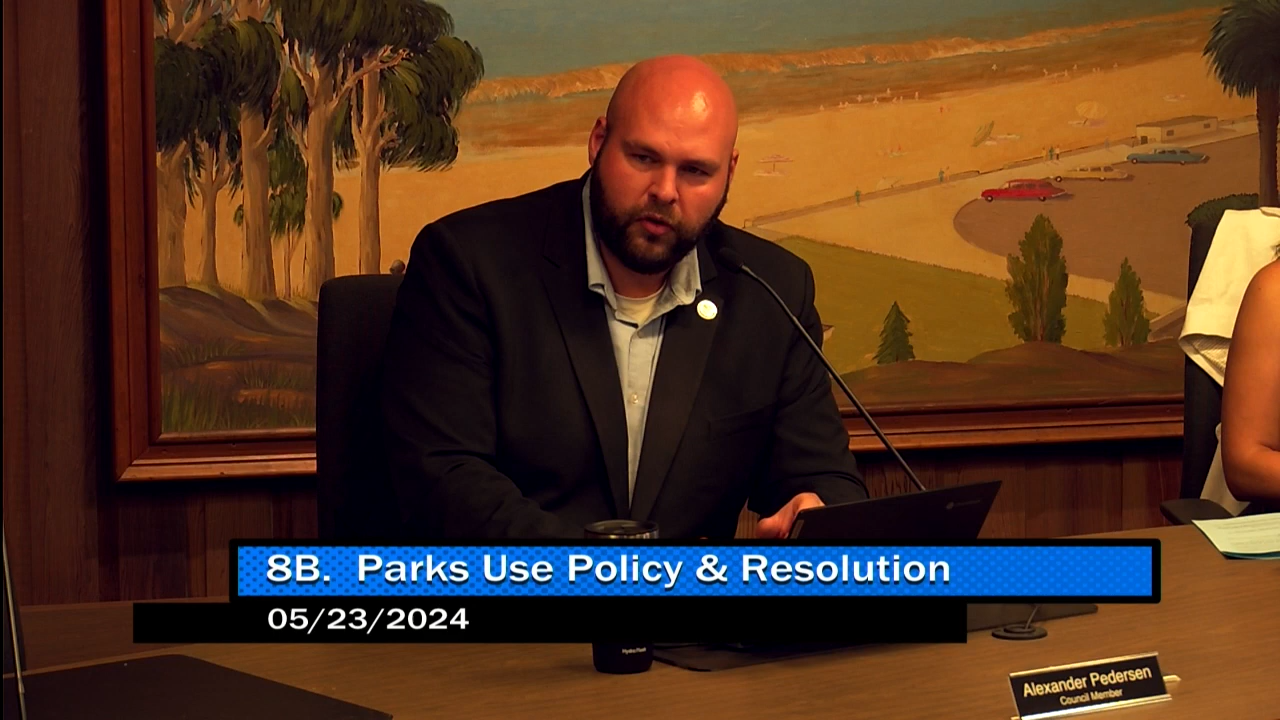 8B. Parks Use Policy & Resolution
05/23/2024
Alexander Pedersen
Council Member